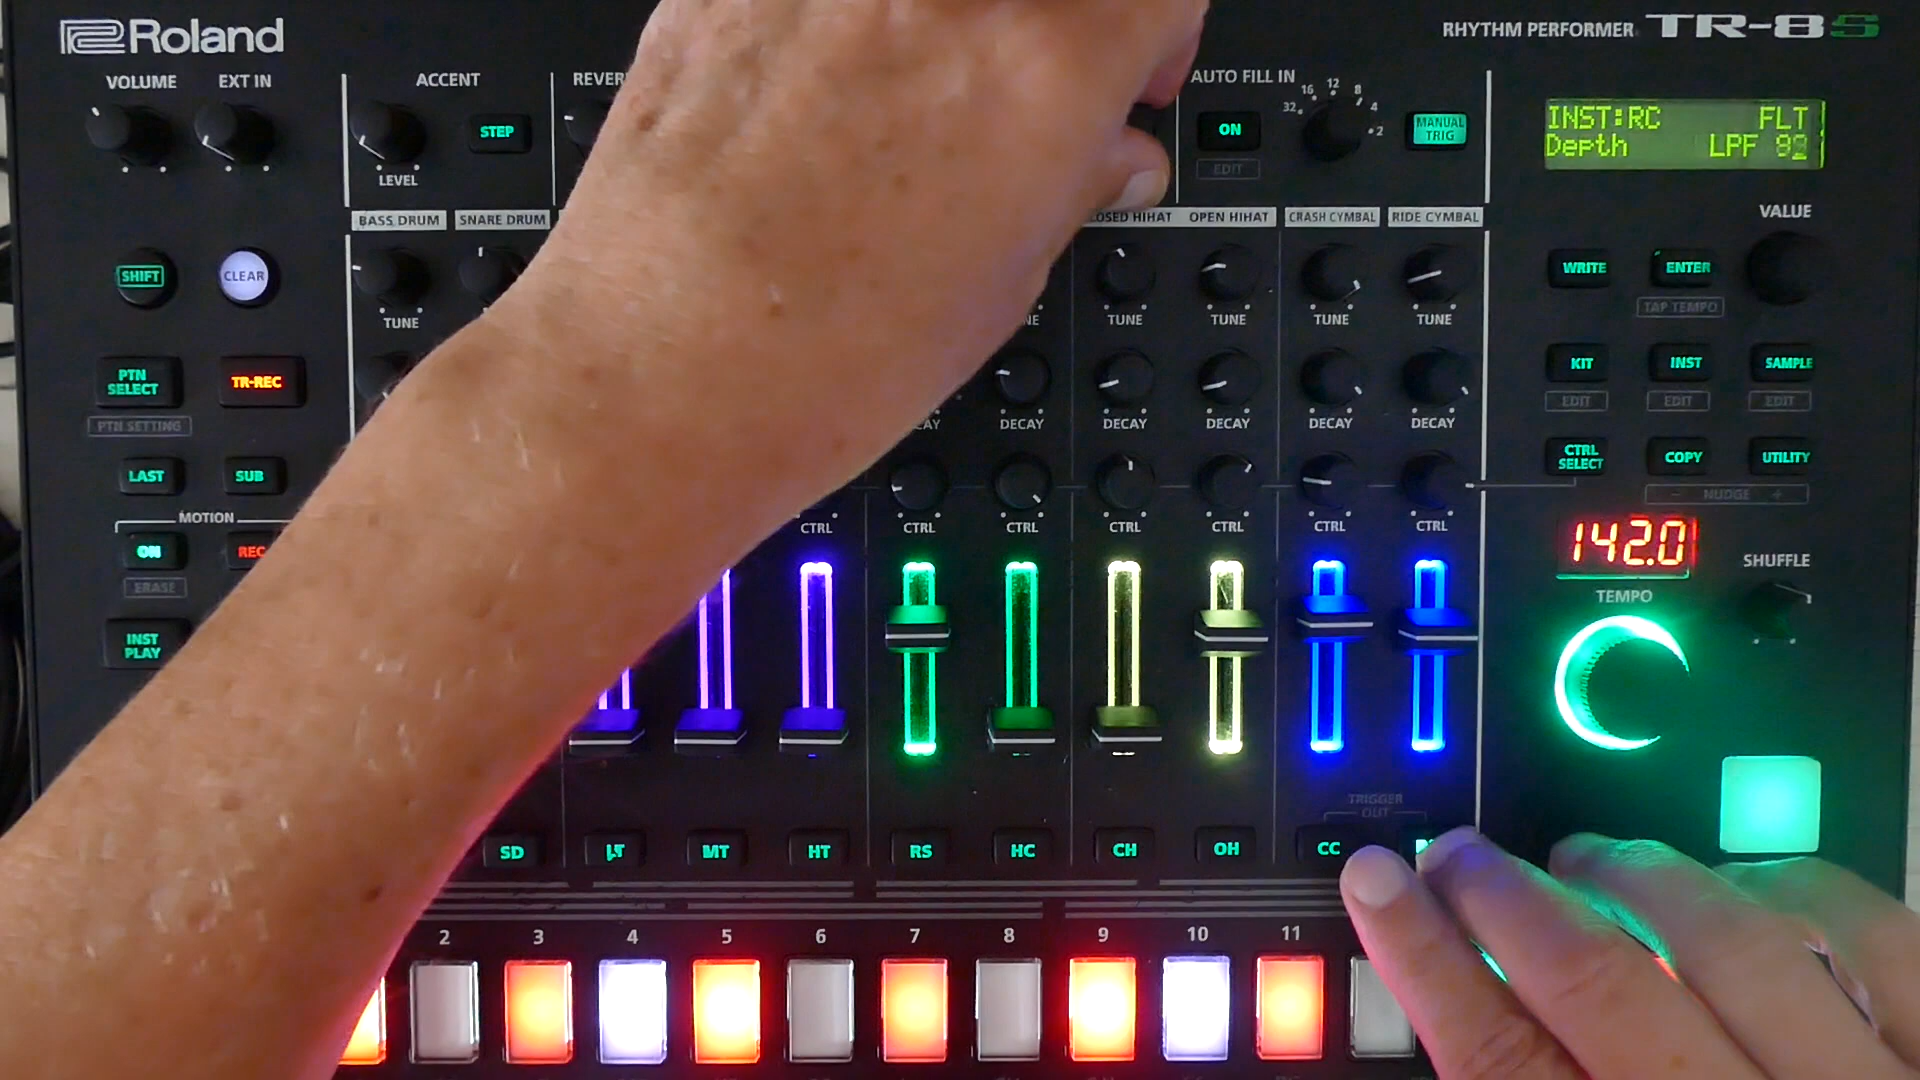 Roland
RHYTHM PERFORMER TR-8S
VOLUME EXT IN ACCENT AUTO FILL IN
STEP
LEVEL
ON
EDIT
32 16 12 8 4 2
MANUAL
TRIG
INST:RC FLT
Depth LPF
BASS DRUM SNARE DRUM OPEN HIHAT CRASH CYMBAL RIDE CYMBAL
VALUE
SHIFT CLEAR
WRITE ENTER
TAP TEMPO
TUNE TUNE TUNE TUNE TUNE
PTN
SELECT
TR-REC
PTN SETTING
KIT INST SAMPLE
EDIT EDIT EDIT
DECAY DECAY DECAY DECAY DECAY
LAST SUB
CTRL
SELECT
COPY UTILITY
- NUDGE +
MOTION
CTRL CTRL CTRL CTRL CTRL CTRL CTRL
ON REC
ERASE
142.0
SHUFFLE
TEMPO
INST
PLAY
TRIGGER
OUT
SD LT MT HT RS HC CH OH CC
2 3 4 5 6 7 8 9 10 11